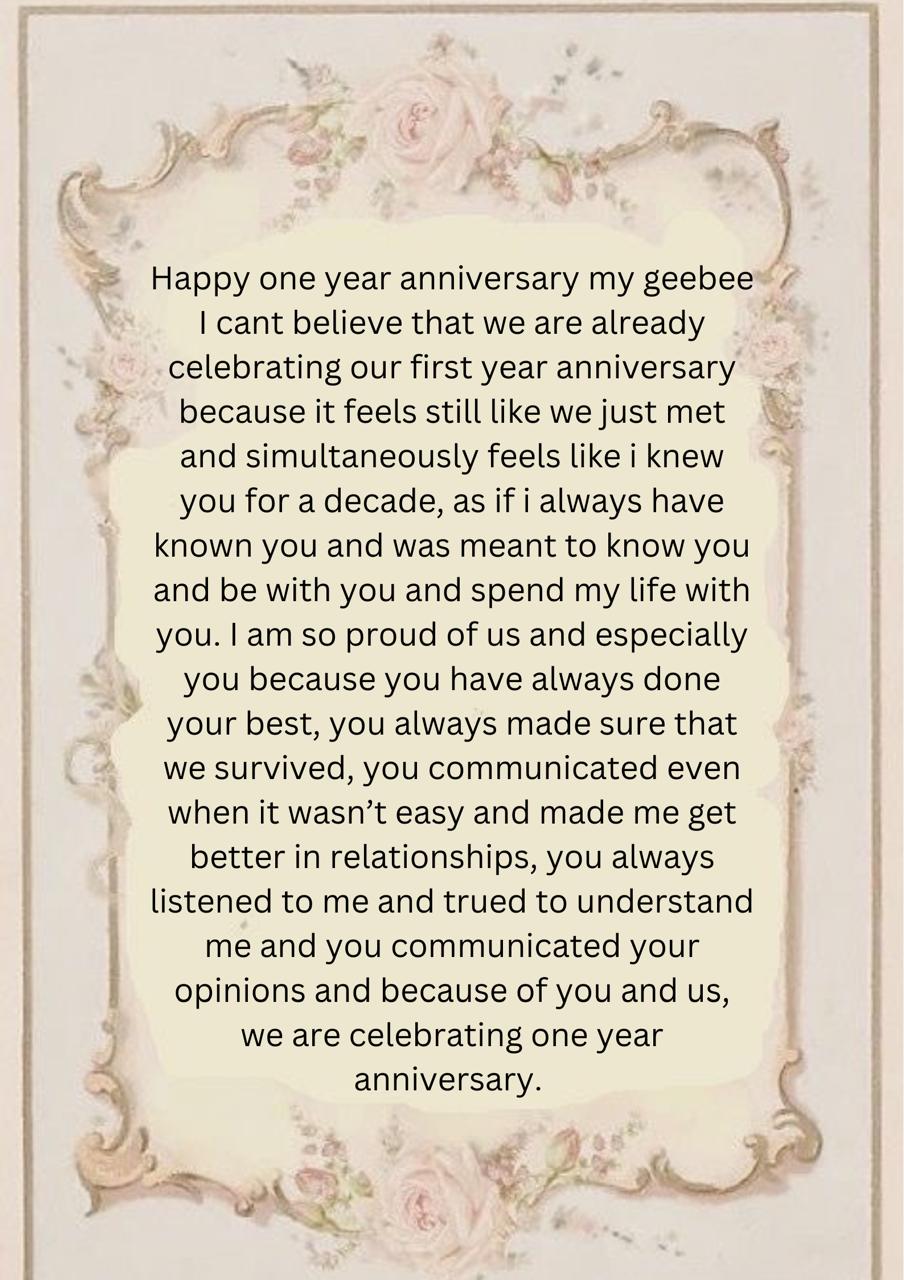 Happy one year anniversary my geebee
I cant believe that we are already
celebrating our first year anniversary
because it feels still like we just met
and simultaneously feels like i knew
you for a decade, as if i always have
known you and was meant to know you
and be with you and spend my life with
you. I am so proud of us and especially
you because you have always done
your best, you always made sure that
we survived, you communicated even
when it wasn’t easy and made me get
better in relationships, you always
listened to me and trued to understand
me and you communicated your
opinions and because of you and us,
we are celebrating one year
anniversary.